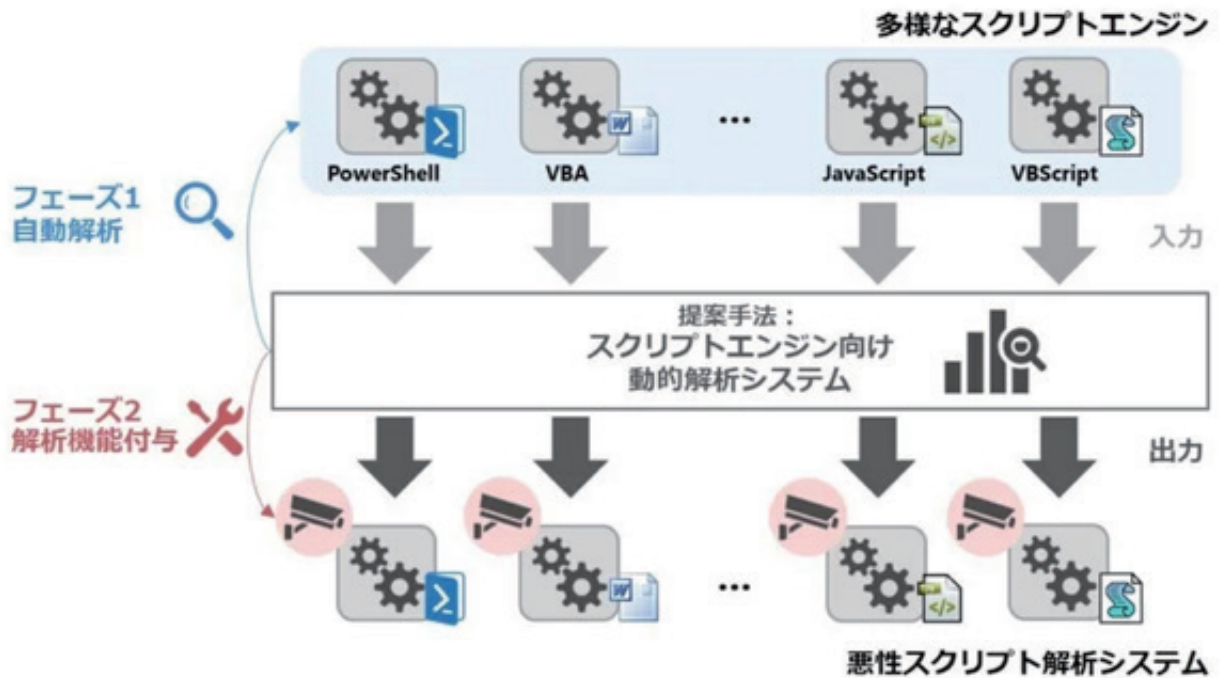 多様なスクリプトエンジン
PowerShell
VBA
...
JavaScript
VBScript
フェーズ1
自動解析
入力
提案手法：
スクリプトエンジン向け
動的解析システム
フェーズ2
解析機能付与
出力
...
悪性スクリプト解析システム